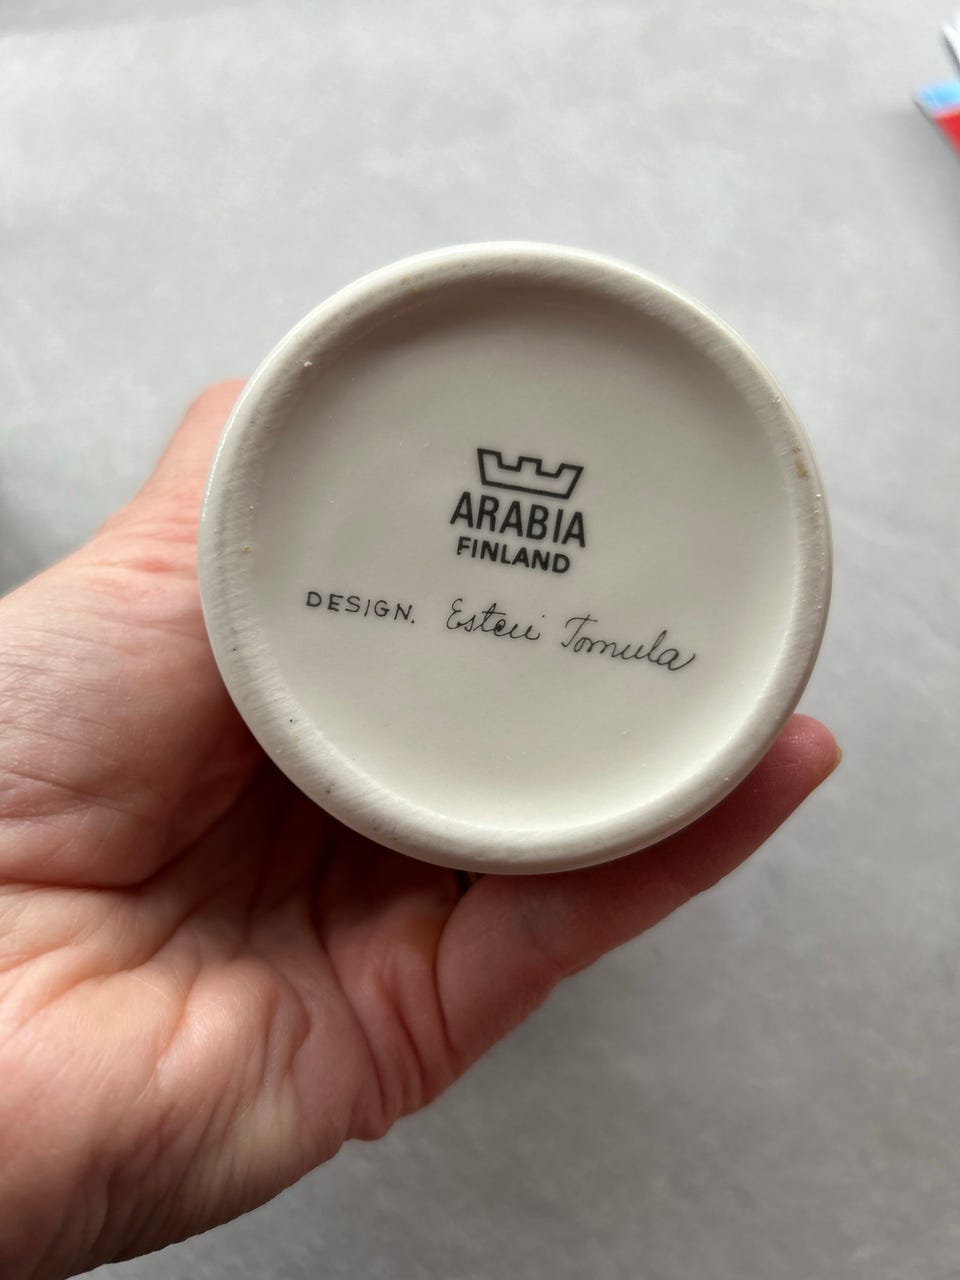 ARABIA
FINLAND
DESIGN. Esteri Tomula